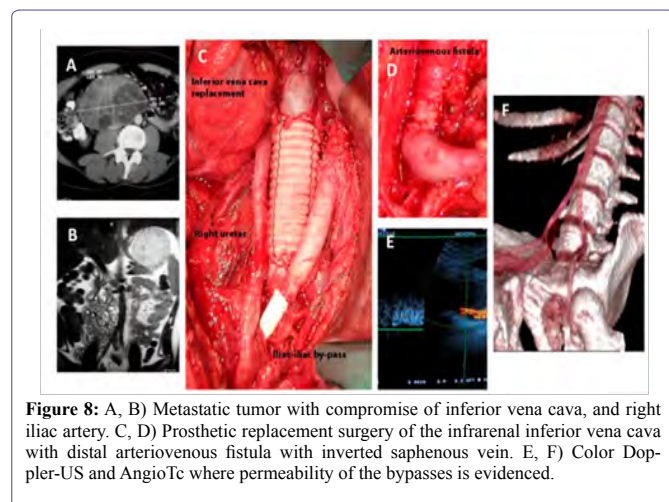 A
C
Inferior vena cava
replacement
Right ureter
Iliac-iliac by-pass
Arteriovenous fistula
D
F
B
E
Figure 8: A, B) Metastatic tumor with compromise of inferior vena cava, and right
iliac artery. C, D) Prosthetic replacement surgery of the infrarenal inferior vena cava
with distal arteriovenous fistula with inverted saphenous vein. E, F) Color Dop-
pler-US and AngioTc where permeability of the bypasses is evidenced.